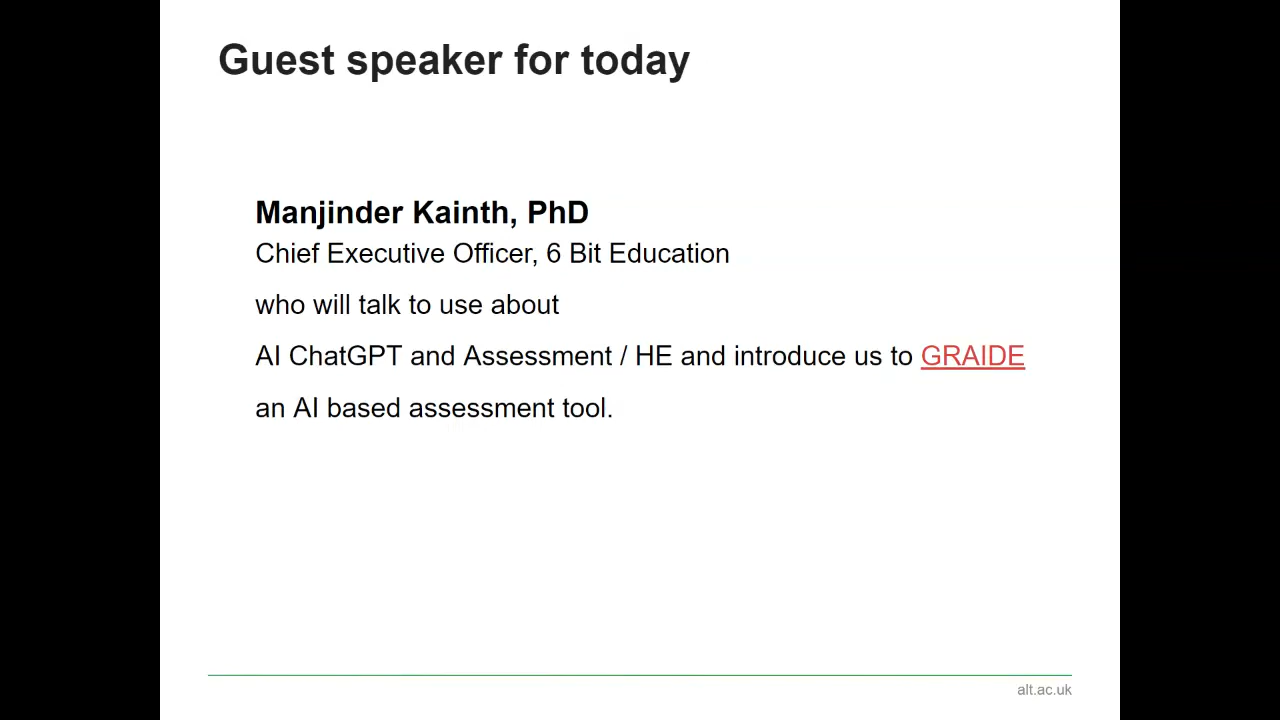 Guest speaker for today
Manjinder Kainth, PhD
Chief Executive Officer, 6 Bit Education
who will talk to use about
AI ChatGPT and Assessment / HE and introduce us to GRAIDE
an AI based assessment tool.
alt.ac.uk